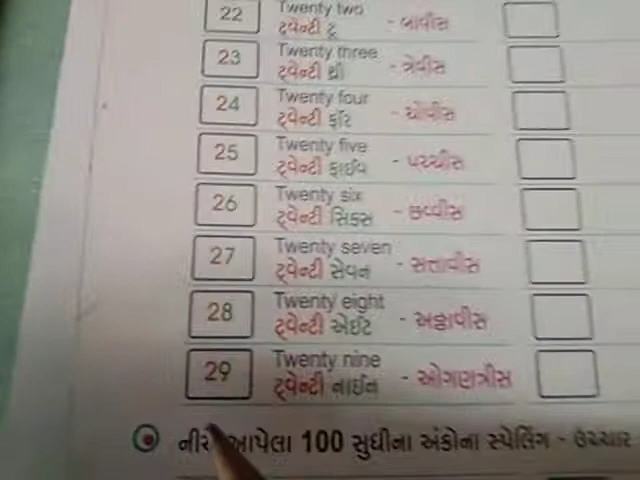 22 Twenty two
ટ્વેન્ટી ટુ - બાવીસ
23 Twenty three
ટ્વેન્ટી થ્રી - ત્રેવીસ
24 Twenty four
ટ્વેન્ટી ફૉર - ચોવીસ
25 Twenty five
ટ્વેન્ટી ફાઈવ - પચ્ચીસ
26 Twenty six
ટ્વેન્ટી સિક્સ - છવ્વીસ
27 Twenty seven
ટ્વેન્ટી સેવન - સત્તાવીસ
28 Twenty eight
ટ્વેન્ટી એઈટ - અઠ્ઠાવીસ
29 Twenty nine
ટ્વેન્ટી નાઈન - ઓગણત્રીસ
આપેલા 100 સુધીના અંકોના સ્પેલિંગ - ઉચ્ચાર